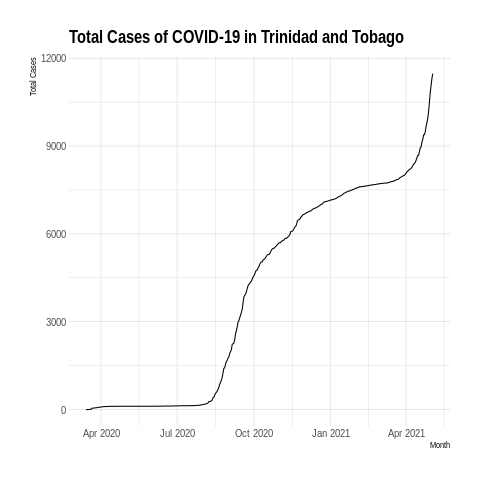 Total Cases of COVID-19 in Trinidad and Tobago
Total Cases
12000
9000
6000
3000
0
Apr 2020 Jul 2020 Oct 2020 Jan 2021 Apr 2021
Month